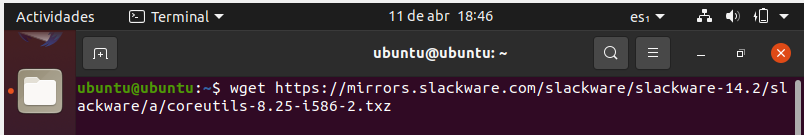 Actividades Terminal 11 de abr 18:46 es₁
ubuntu@ubuntu: ~
ubuntu@ubuntu:~$ wget https://mirrors.slackware.com/slackware/slackware-14.2/sl
ackware/a/coreutils-8.25-i586-2.txz